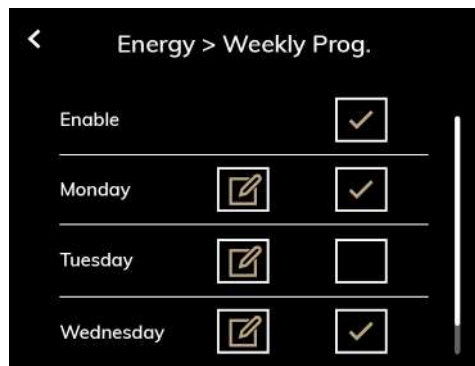 Energy > Weekly Prog.
Enable
Monday
Tuesday
Wednesday